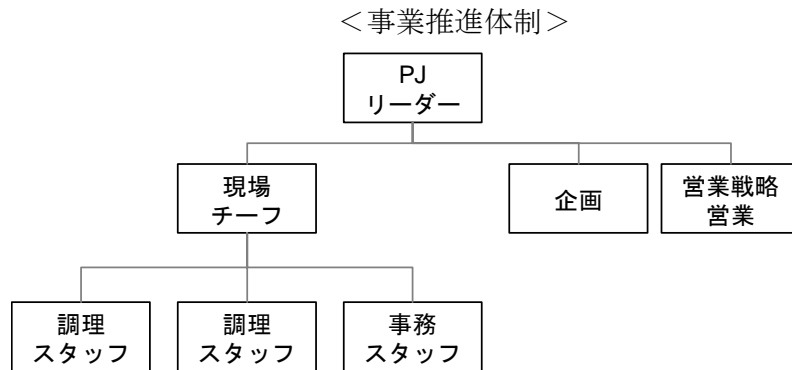 ＜事業推進体制＞
PJ
リーダー
現場
チーフ
企画
営業戦略
営業
調理
スタッフ
調理
スタッフ
事務
スタッフ